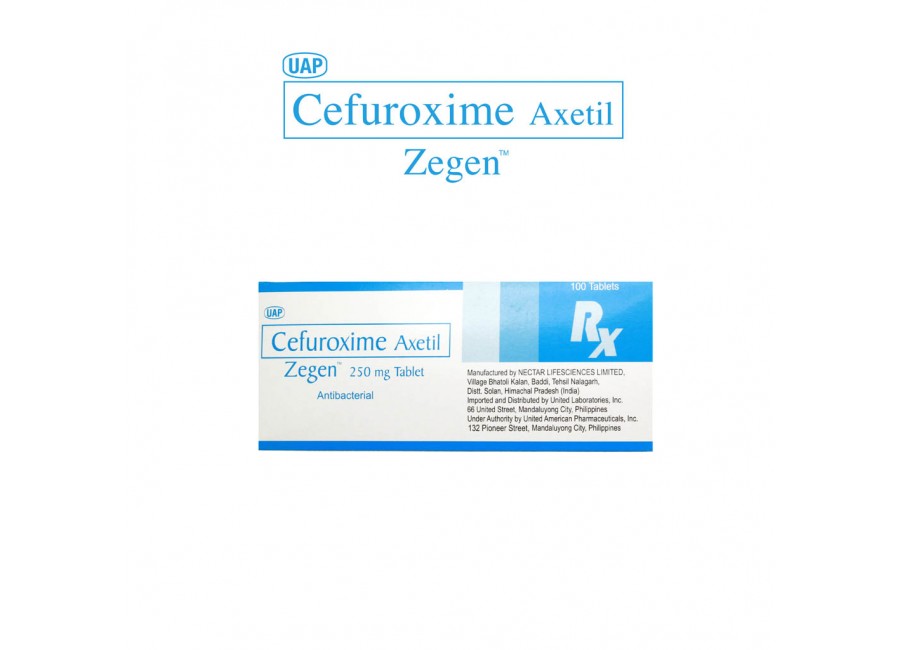 UAP
Cefuroxime Axetil
Zegen™
100 Tablets
Rx
UAP
Cefuroxime Axetil
Zegen™ 250 mg Tablet
Antibacterial
Manufactured by NECTAR LIFESCIENCES LIMITED,
Village Bhatoli Kalan, Baddi, Tehsil Nalagarh,
Distt. Solan, Himachal Pradesh (India)
Imported and Distributed by United Laboratories, Inc.
66 United Street, Mandaluyong City, Philippines
Under Authority by United American Pharmaceuticals, Inc.
132 Pioneer Street, Mandaluyong City, Philippines